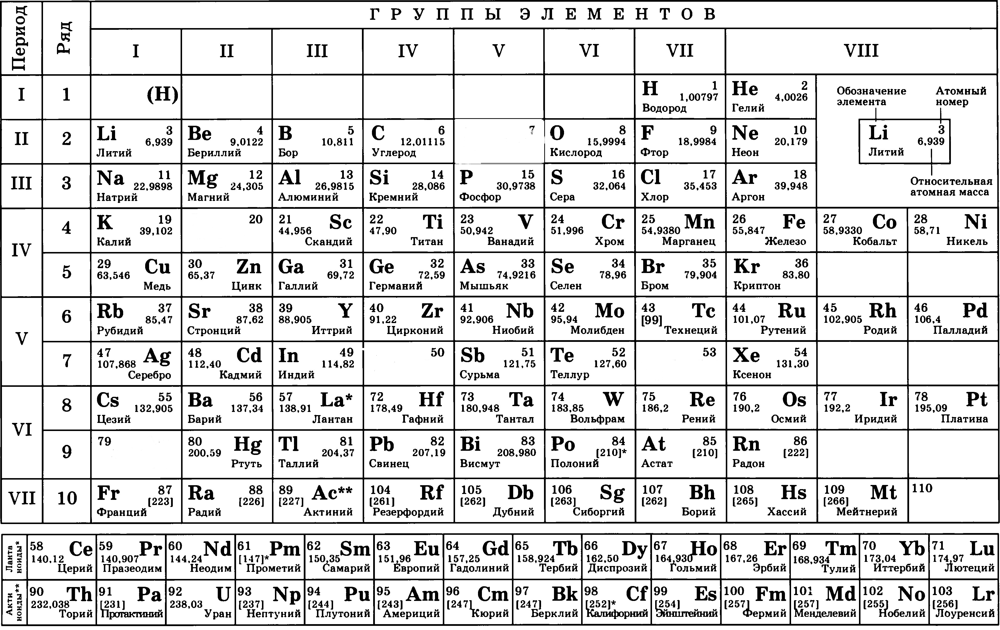 Период Ряд ГРУППЫ ЭЛЕМЕНТОВ
I II III IV V VI VII VIII
I 1 (H) H 1 He 2 Обозначение Атомный
1,00797 4,0026 элемента номер
Водород Гелий
II 2 Li 3 Be 4 B 5 C 6 7 O 8 F 9 Ne 10 Li 3
6,939 9,0122 10,811 12,01115 15,9994 18,9984 20,179 6,939
Литий Бериллий Бор Углерод Кислород Фтор Неон Литий
III 3 Na 11 Mg 12 Al 13 Si 14 P 15 S 16 Cl 17 Ar 18
22,9898 24,305 26,9815 28,086 30,9738 32,064 35,453 39,948 Относительная
Натрий Магний Алюминий Кремний Фосфор Сера Хлор Аргон атомная масса
IV 4 K 19 20 21 Sc 22 Ti 23 V 24 Cr 25 Mn 26 Fe 27 Co 28 Ni
39,102 44,956 47,90 50,942 51,996 54,9380 55,847 58,9330 58,71
Калий Скандий Титан Ванадий Хром Марганец Железо Кобальт Никель
5 29 Cu 30 Zn Ga 31 Ge 32 As 33 Se 34 Br 35 Kr 36
63,546 65,37 69,72 72,59 74,9216 78,96 79,904 83,80
Медь Цинк Галлий Германий Мышьяк Селен Бром Криптон
V 6 Rb 37 Sr 38 39 Y 40 Zr 41 Nb 42 Mo 43 Tc 44 Ru 45 Rh 46 Pd
85,47 87,62 88,905 91,22 92,906 95,94 [99] 101,07 102,905 106,4
Рубидий Стронций Иттрий Цирконий Ниобий Молибден Технеций Рутений Родий Палладий
7 47 Ag 48 Cd In 49 50 Sb 51 Te 52 53 Xe 54
107,868 112,40 114,82 121,75 127,60 131,30
Серебро Кадмий Индий Сурьма Теллур Ксенон
VI 8 Cs 55 Ba 56 57 La* 72 Hf 73 Ta 74 W 75 Re 76 Os 77 Ir 78 Pt
132,905 137,34 138,91 178,49 180,948 183,85 186,2 190,2 192,2 195,09
Цезий Барий Лантан Гафний Тантал Вольфрам Рений Осмий Иридий Платина
9 79 80 Hg Tl 81 Pb 82 Bi 83 Po 84 At 85 Rn 86
200,59 204,37 207,19 208,980 [210]* [210] [222]
Ртуть Таллий Свинец Висмут Полоний Астат Радон
VII 10 Fr 87 Ra 88 89 Ac** 104 Rf 105 Db 106 Sg 107 Bh 108 Hs 109 Mt 110
[223] [226] [227] [261] [262] [263] [262] [265] [266]
Франций Радий Актиний Резерфордий Дубний Сиборгий Борий Хассий Мейтнерий
Ланта
ноиды*
58 Ce 59 Pr 60 Nd 61 Pm 62 Sm 63 Eu 64 Gd 65 Tb 66 Dy 67 Ho 68 Er 69 Tm 70 Yb 71 Lu
140,12 140,907 144,24 [147]* 150,35 151,96 157,25 158,924 162,50 164,930 167,26 168,934 173,04 174,97
Церий Празеодим Неодим Прометий Самарий Европий Гадолиний Тербий Диспрозий Гольмий Эрбий Тулий Иттербий Лютеций
Акти
ноиды**
90 Th 91 Pa 92 U 93 Np 94 Pu 95 Am 96 Cm 97 Bk 98 Cf 99 Es 100 Fm 101 Md 102 No 103 Lr
232,038 [231] 238,03 [237] [244] [243] [247] [247] [252]* [254] [257] [257] [255] [256]
Торий Протактиний Уран Нептуний Плутоний Америций Кюрий Берклий Калифорний Эйнштейний Фермий Менделевий Нобелий Лоуренсий